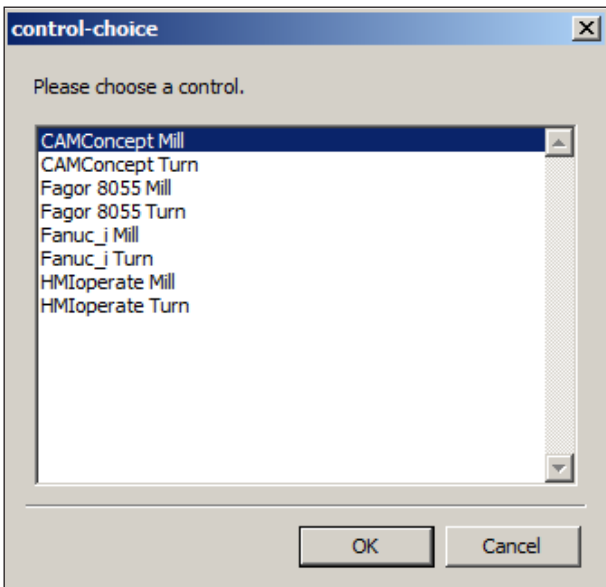 control-choice
Please choose a control.
CAMConcept Mill
CAMConcept Turn
Fagor 8055 Mill
Fagor 8055 Turn
Fanuc_i Mill
Fanuc_i Turn
HMIoperate Mill
HMIoperate Turn
OK Cancel